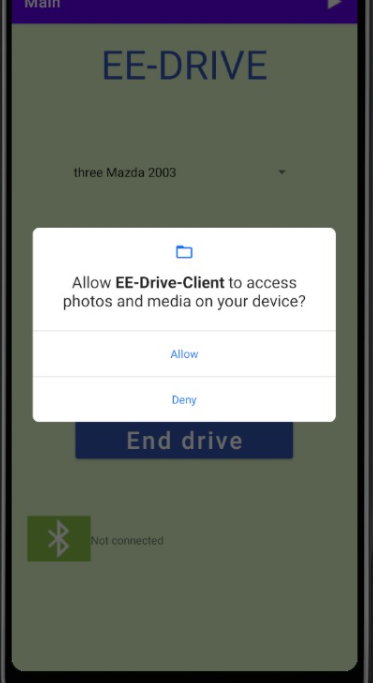 Main
EE-DRIVE
three Mazda 2003
Allow EE-Drive-Client to access
photos and media on your device?
Allow
Deny
End drive
Not connected